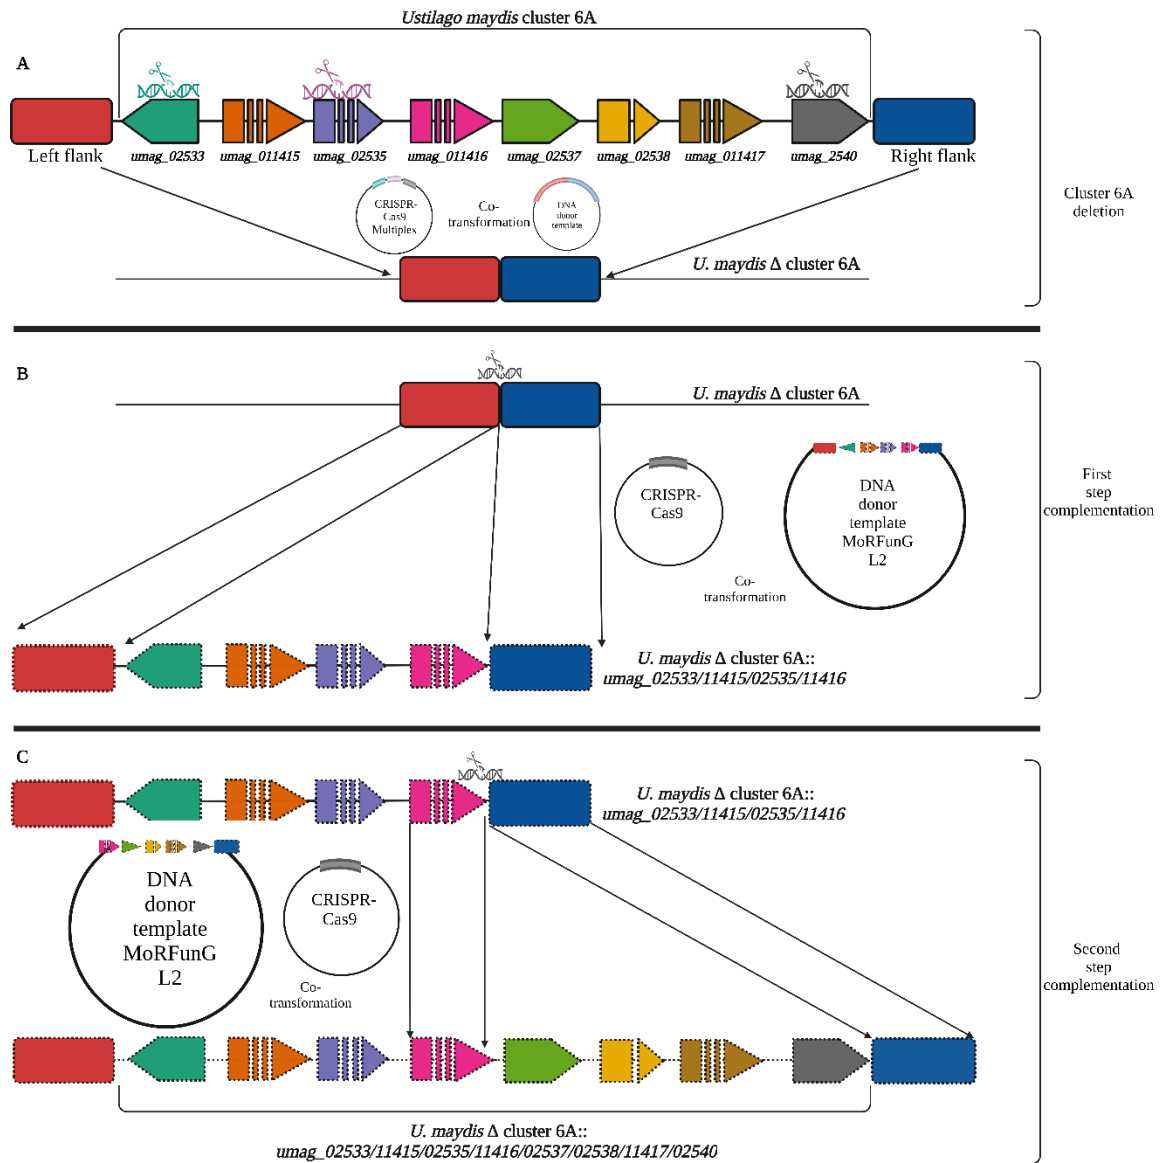 Ustilago maydis cluster 6A
A
Left flank
umag_02533
umag_011415
umag_02535
umag_011416
umag_02537
umag_02538
umag_011417
umag_2540
Right flank
CRISPR-
Cas9
Multiplex
Co-
transformation
DNA
donor
template
U. maydis Δ cluster 6A
Cluster 6A
deletion
B
U. maydis Δ cluster 6A
CRISPR-
Cas9
Co-
transformation
DNA
donor
template
MoRFunG
L2
First
step
complementation
U. maydis Δ cluster 6A::
umag_02533/11415/02535/11416
C
U. maydis Δ cluster 6A::
umag_02533/11415/02535/11416
DNA
donor
template
MoRFunG
L2
CRISPR-
Cas9
Co-
transformation
Second
step
complementation
U. maydis Δ cluster 6A::
umag_02533/11415/02535/11416/02537/02538/11417/02540